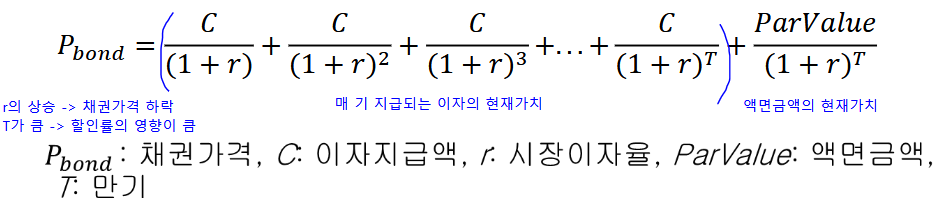 P_bond = ( C/(1 + r) + C/(1 + r)² + C/(1 + r)³ +...+ C/(1 + r)^T ) + ParValue/(1 + r)^T
r의 상승 -> 채권가격 하락
매 기 지급되는 이자의 현재가치
액면금액의 현재가치
T가 큼 -> 할인률의 영향이 큼
P_bond : 채권가격, C: 이자지급액, r: 시장이자율, ParValue: 액면금액,
T: 만기